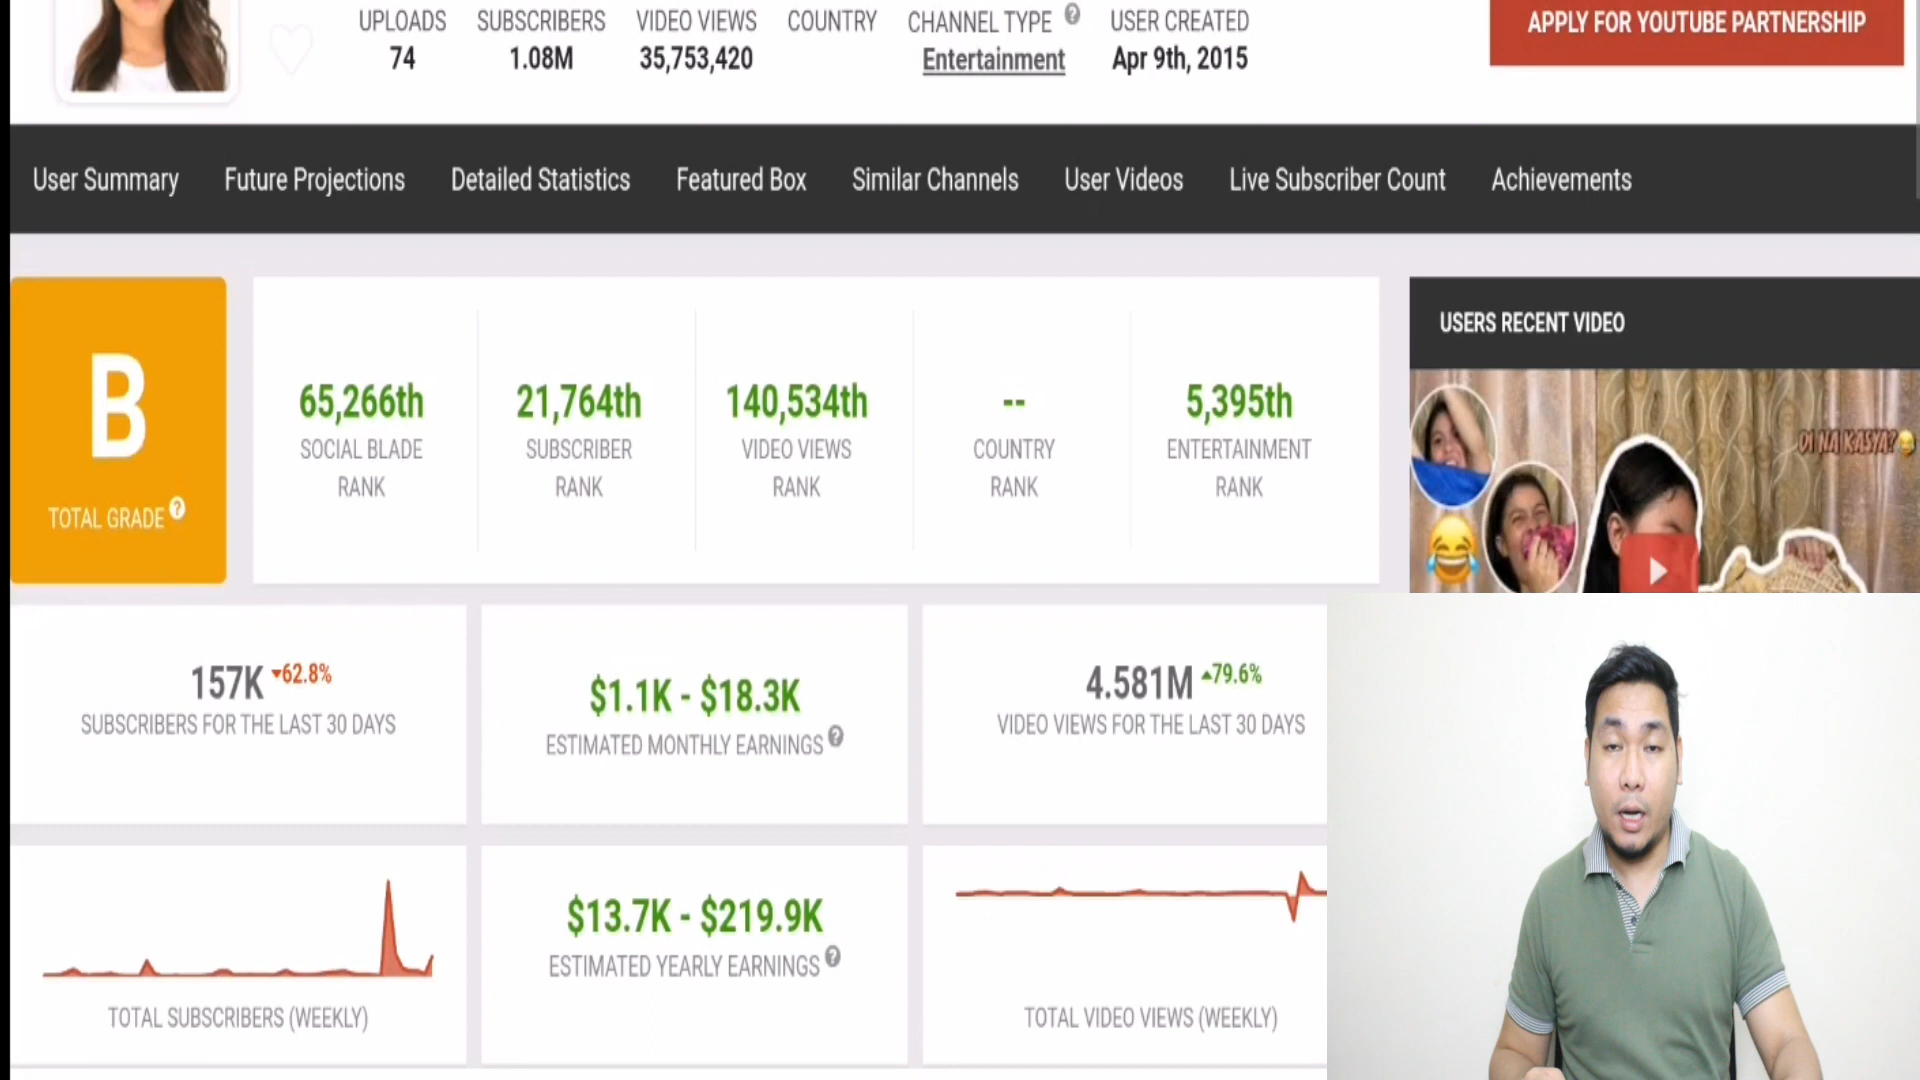 UPLOADS SUBSCRIBERS VIDEO VIEWS COUNTRY CHANNEL TYPE ? USER CREATED
74 1.08M 35,753,420 Entertainment Apr 9th, 2015
APPLY FOR YOUTUBE PARTNERSHIP
User Summary Future Projections Detailed Statistics Featured Box Similar Channels User Videos Live Subscriber Count Achievements
B
TOTAL GRADE ?
65,266th
SOCIAL BLADE
RANK
21,764th
SUBSCRIBER
RANK
140,534th
VIDEO VIEWS
RANK
--
COUNTRY
RANK
5,395th
ENTERTAINMENT
RANK
USERS RECENT VIDEO
DI NA KASYA?
157K 62.8%
SUBSCRIBERS FOR THE LAST 30 DAYS
$1.1K - $18.3K
ESTIMATED MONTHLY EARNINGS ?
4.581M 79.6%
VIDEO VIEWS FOR THE LAST 30 DAYS
TOTAL SUBSCRIBERS (WEEKLY)
$13.7K - $219.9K
ESTIMATED YEARLY EARNINGS ?
TOTAL VIDEO VIEWS (WEEKLY)